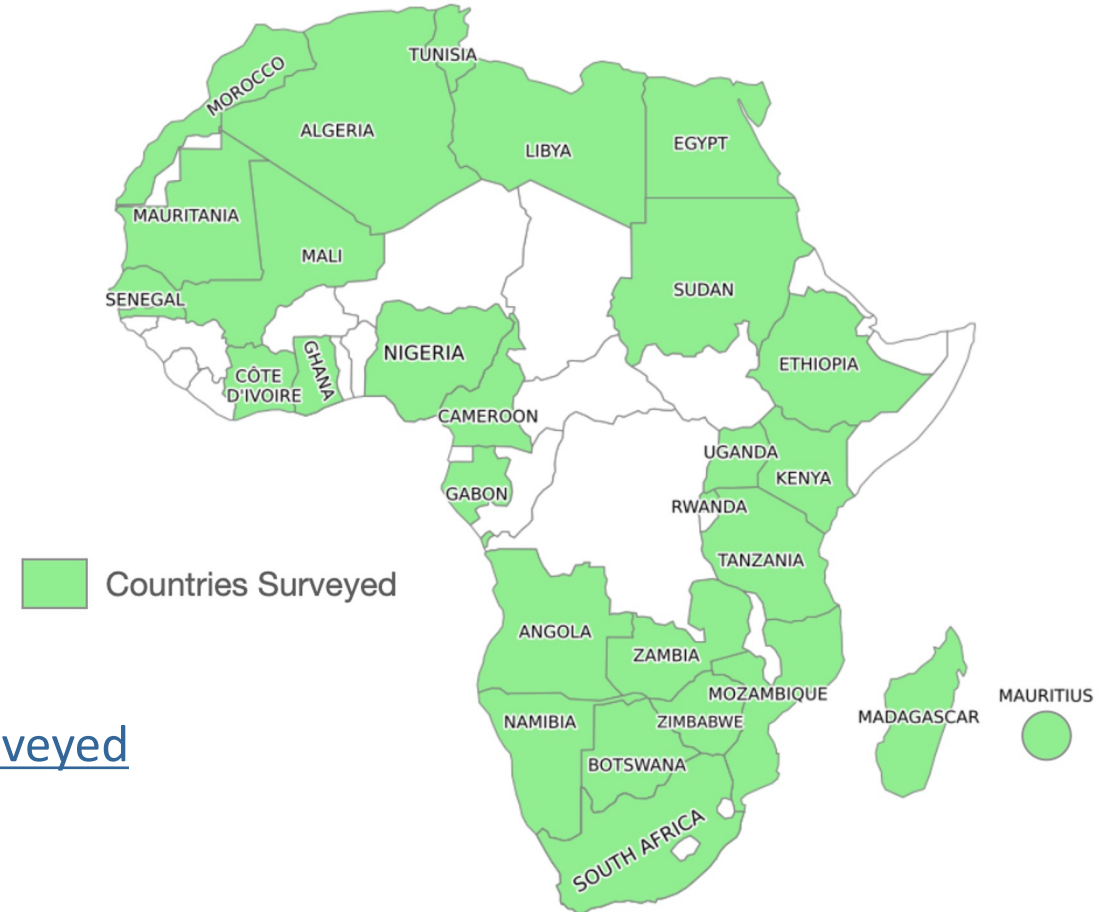 TUNISIA
MOROCCO
ALGERIA
LIBYA
EGYPT
MAURITANIA
MALI
SENEGAL
SUDAN
NIGERIA
GHANA
CÔTE
D'IVOIRE
ETHIOPIA
CAMEROON
UGANDA
KENYA
GABON
RWANDA
TANZANIA
Countries Surveyed
ANGOLA
ZAMBIA
MOZAMBIQUE
MAURITIUS
MADAGASCAR
NAMIBIA
ZIMBABWE
veyed
BOTSWANA
SOUTH AFRICA